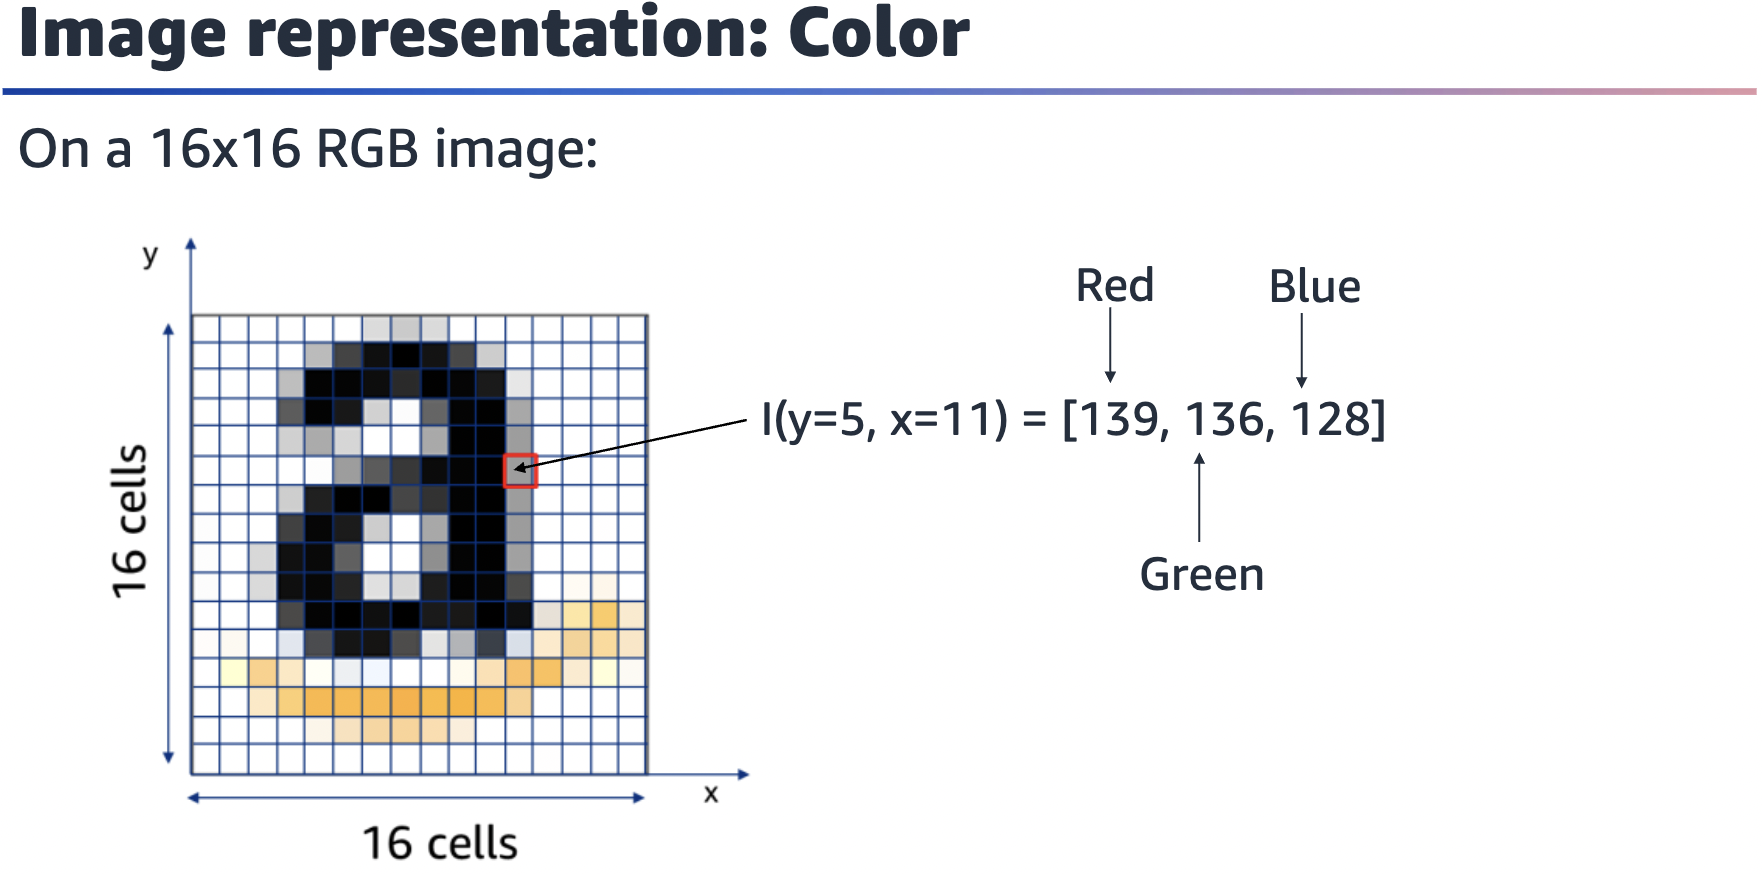 Image representation: Color
On a 16x16 RGB image:
y
Red
Blue
I(y=5, x=11) = [139, 136, 128]
16 cells
Green
x
16 cells